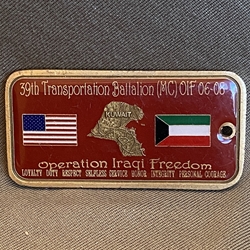 39th Transportation Battalion (MC) OIF 06-08
KUWAIT
Operation Iraqi Freedom
LOYALTY DUTY RESPECT SELFLESS SERVICE HONOR INTEGRITY PERSONAL COURAGE